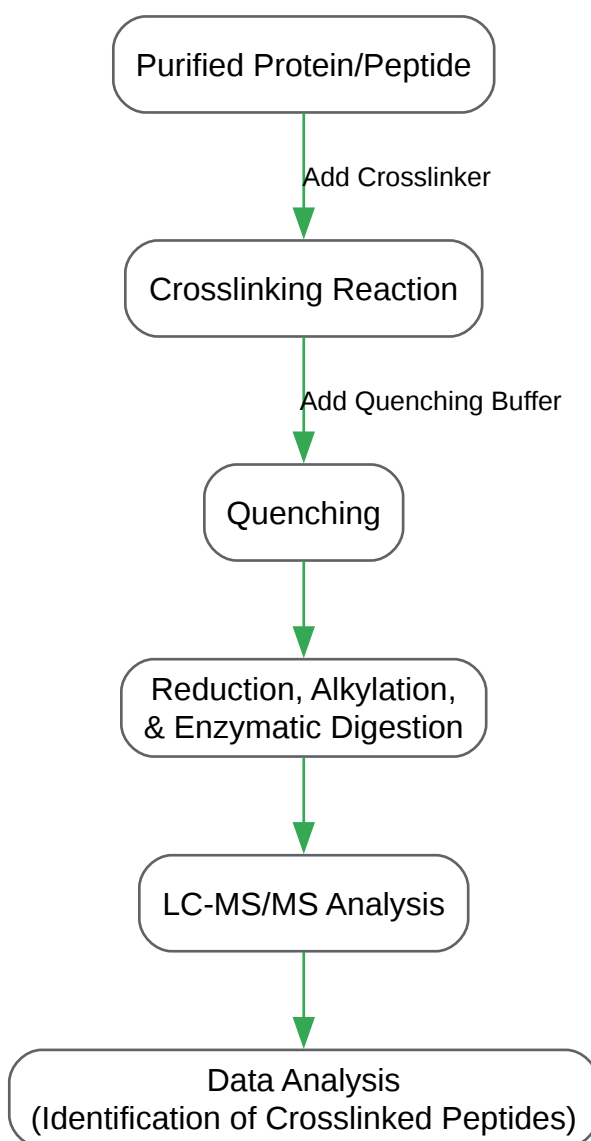 Purified Protein/Peptide
Add Crosslinker
Crosslinking Reaction
Add Quenching Buffer
Quenching
Reduction, Alkylation,
& Enzymatic Digestion
LC-MS/MS Analysis
Data Analysis
(Identification of Crosslinked Peptides)